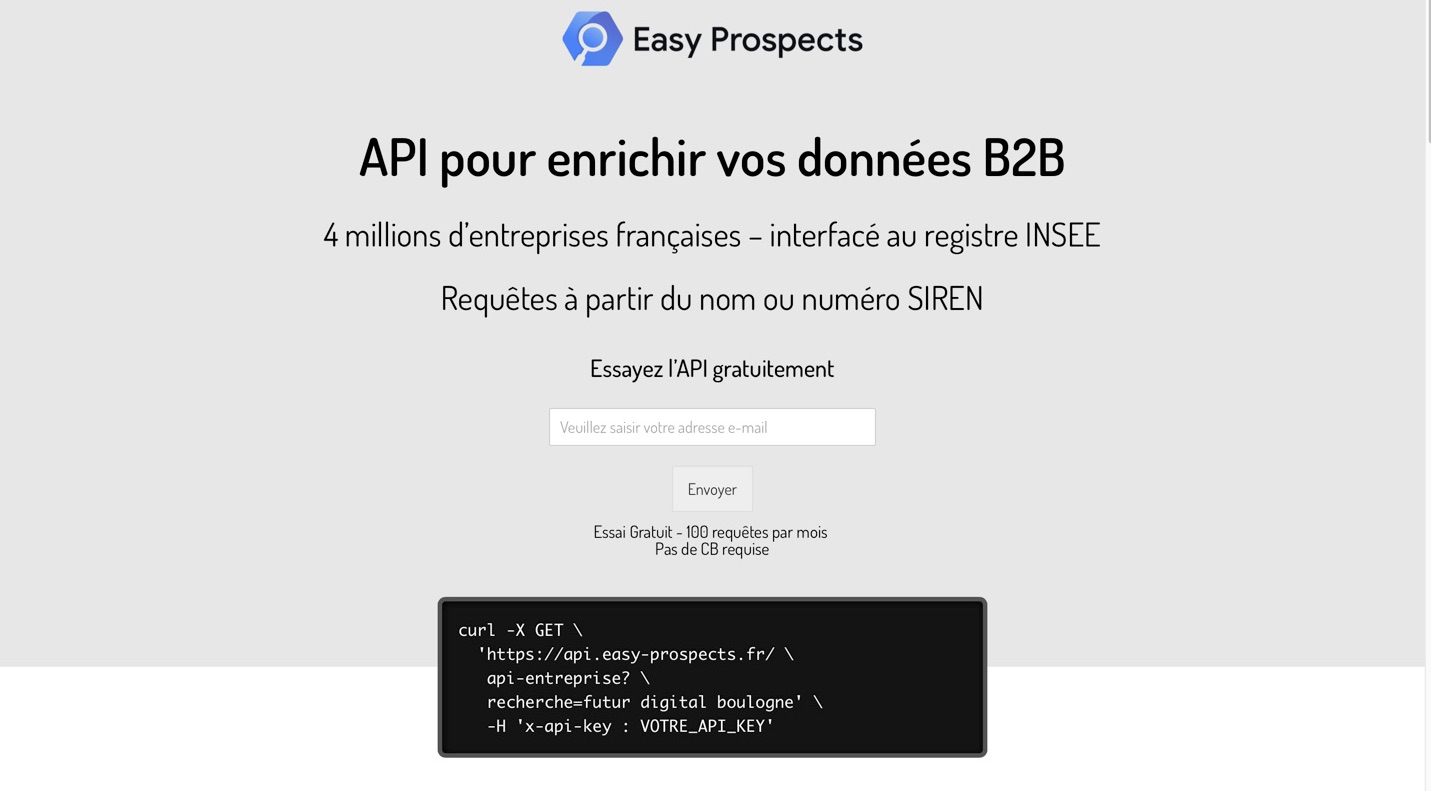 Easy Prospects
API pour enrichir vos données B2B
4 millions d’entreprises françaises – interfacé au registre INSEE
Requêtes à partir du nom ou numéro SIREN
Essayez l’API gratuitement
Veuillez saisir votre adresse e-mail
Envoyer
Essai Gratuit - 100 requêtes par mois
Pas de CB requise
curl -X GET \
'https://api.easy-prospects.fr/ \
api-entreprise? \
recherche=futur digital boulogne' \
-H 'x-api-key : VOTRE_API_KEY'